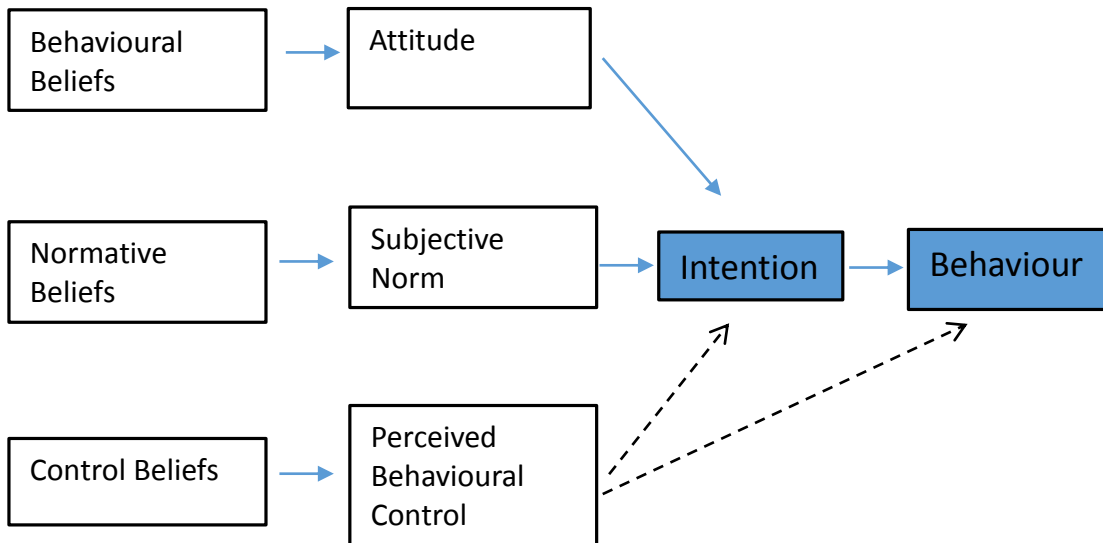 Behavioural
Beliefs
Attitude
Normative
Beliefs
Subjective
Norm
Intention
Behaviour
Control Beliefs
Perceived
Behavioural
Control